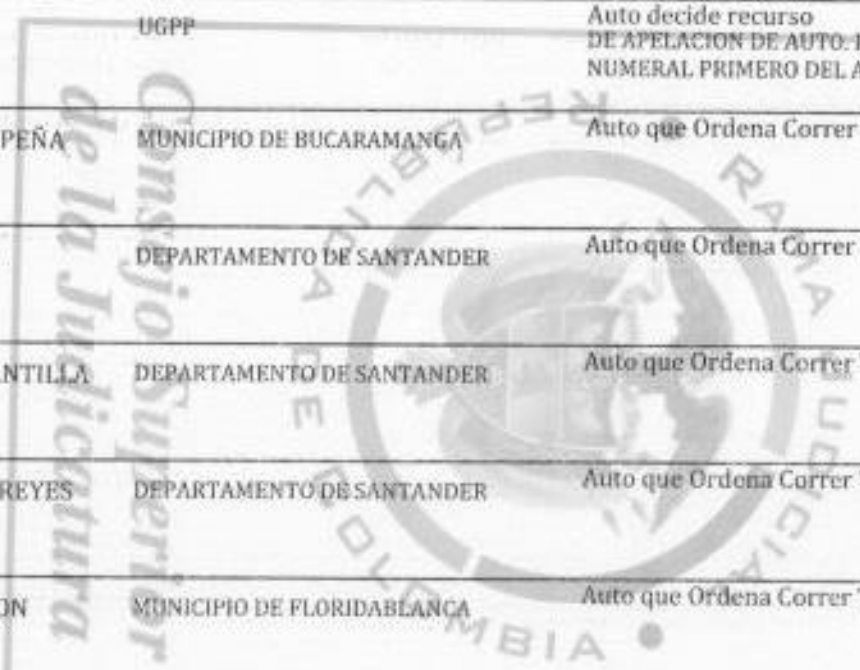 UGPP Auto decide recurso
DE APELACION DE AUTO.
NUMERAL PRIMERO DEL
PEÑA MUNICIPIO DE BUCARAMANGA Auto que Ordena Correr
DEPARTAMENTO DE SANTANDER Auto que Ordena Correr
NTILLA DEPARTAMENTO DE SANTANDER Auto que Ordena Correr
REYES DEPARTAMENTO DE SANTANDER Auto que Ordena Correr
ON MUNICIPIO DE FLORIDABLANCA Auto que Ordena Correr
Consejo Superior
de la Judicatura
REPÚBLICA DE COLOMBIA
RAMA JUDICIAL